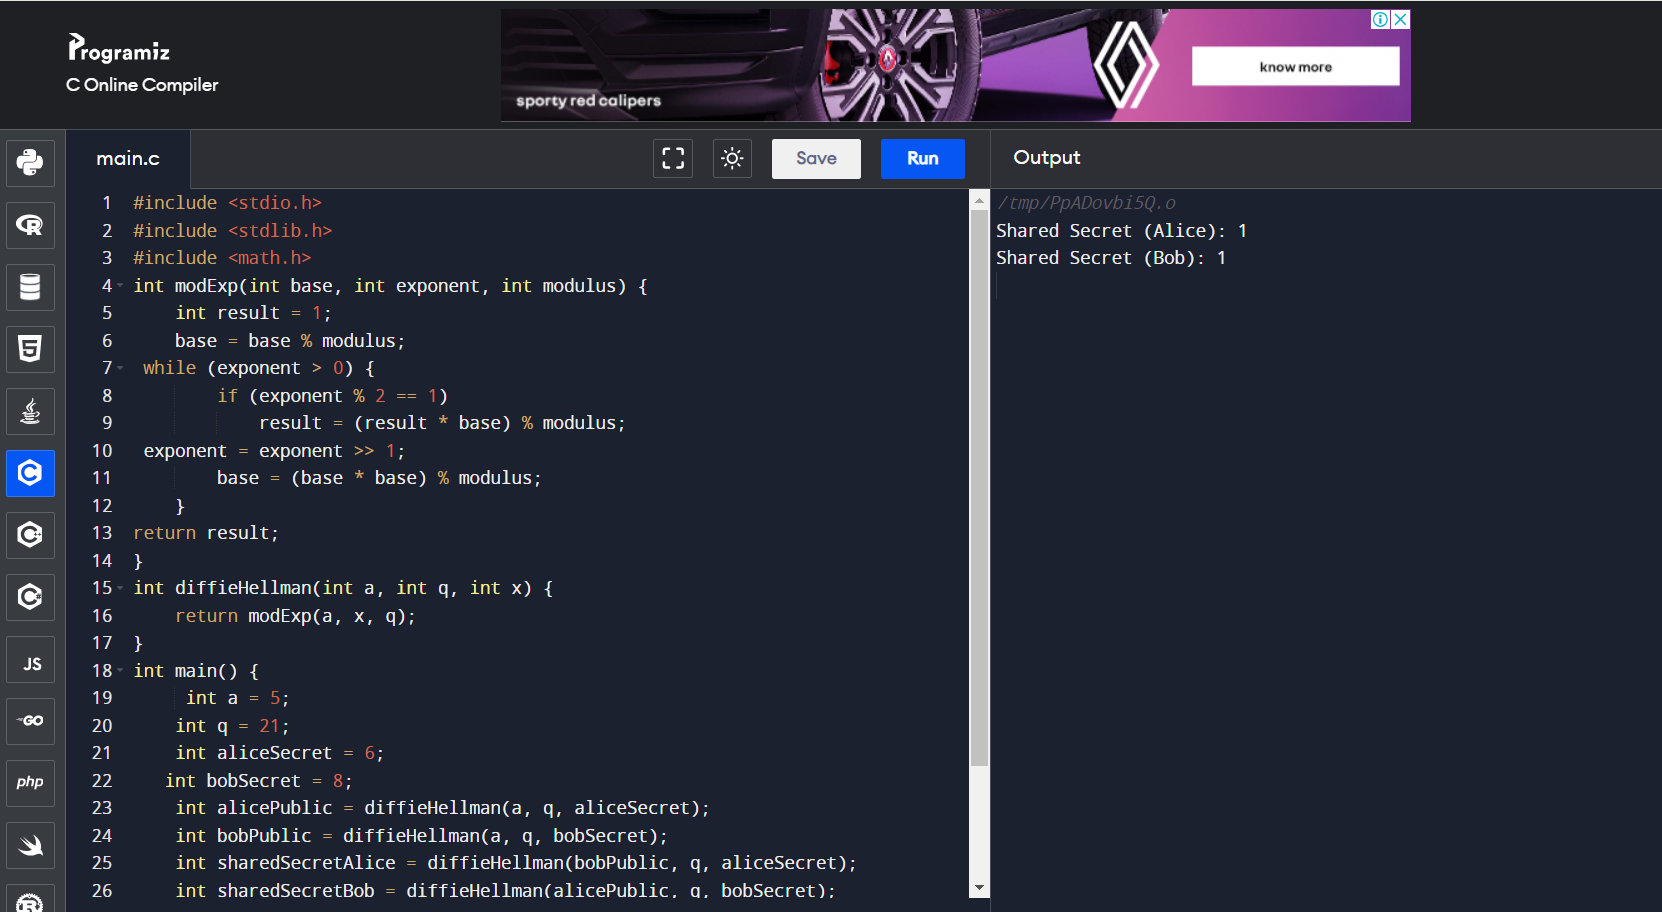 Programiz
C Online Compiler
sporty red calipers
know more
main.c
Save
Run
Output
1 #include <stdio.h>
2 #include <stdlib.h>
3 #include <math.h>
4 int modExp(int base, int exponent, int modulus) {
5     int result = 1;
6     base = base % modulus;
7  while (exponent > 0) {
8         if (exponent % 2 == 1)
9             result = (result * base) % modulus;
10  exponent = exponent >> 1;
11         base = (base * base) % modulus;
12     }
13 return result;
14 }
15 int diffieHellman(int a, int q, int x) {
16     return modExp(a, x, q);
17 }
18 int main() {
19      int a = 5;
20     int q = 21;
21     int aliceSecret = 6;
22    int bobSecret = 8;
23     int alicePublic = diffieHellman(a, q, aliceSecret);
24     int bobPublic = diffieHellman(a, q, bobSecret);
25     int sharedSecretAlice = diffieHellman(bobPublic, q, aliceSecret);
26     int sharedSecretBob = diffieHellman(alicePublic, q, bobSecret);
/tmp/PpADovbi5Q.o
Shared Secret (Alice): 1
Shared Secret (Bob): 1
R
5
C
C++
C#
JS
GO
php
R